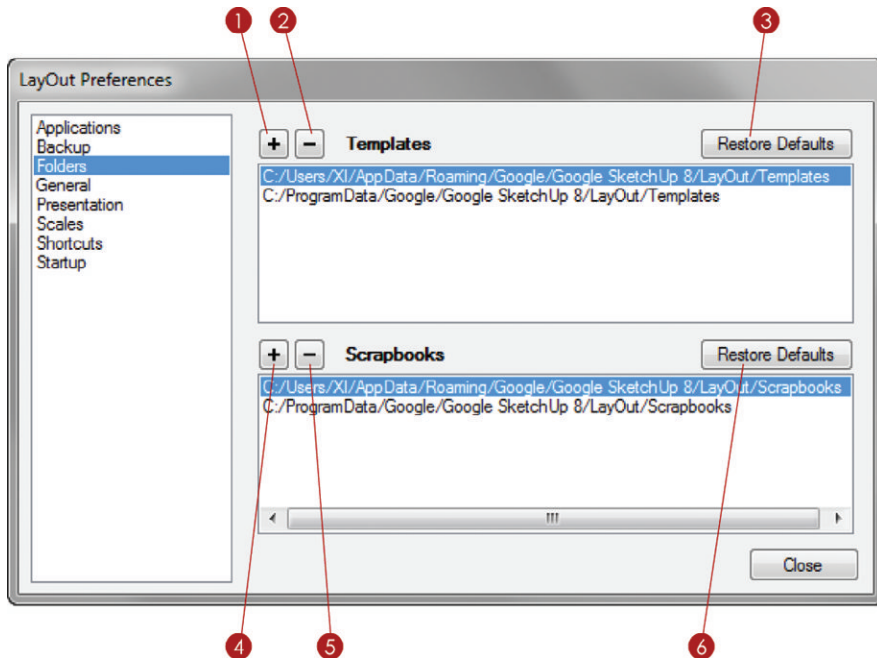 1 2 3
LayOut Preferences
Applications
Backup
Folders
General
Presentation
Scales
Shortcuts
Startup
+ − Templates Restore Defaults
C:/Users/XI/AppData/Roaming/Google/Google SketchUp 8/LayOut/Templates
C:/ProgramData/Google/Google SketchUp 8/LayOut/Templates
+ − Scrapbooks Restore Defaults
C:/Users/XI/AppData/Roaming/Google/Google SketchUp 8/LayOut/Scrapbooks
C:/ProgramData/Google/Google SketchUp 8/LayOut/Scrapbooks
Close
4 5 6